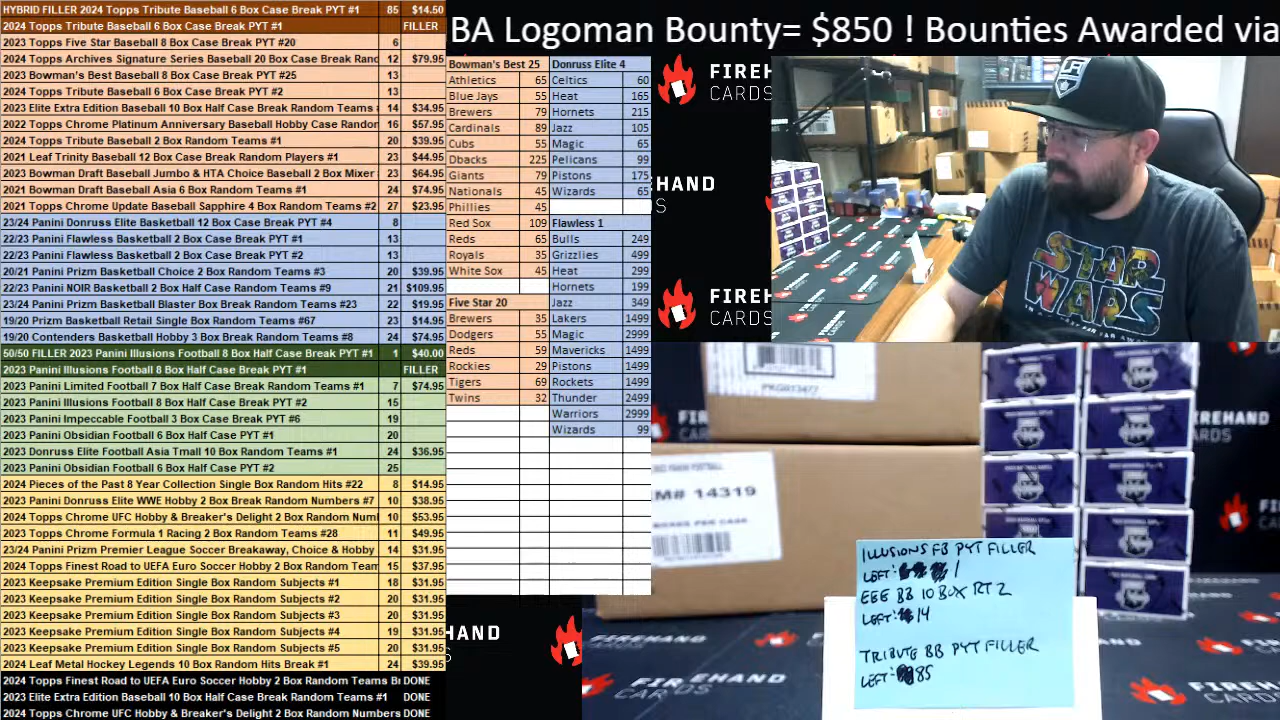 HYBRID FILLER 2024 Topps Tribute Baseball 6 Box Case Break PYT #1 85 $14.50
2024 Topps Tribute Baseball 6 Box Case Break PYT #1 FILLER
2023 Topps Five Star Baseball 8 Box Case Break PYT #20 6
2024 Topps Archives Signature Series Baseball 20 Box Case Break Rand 12 $79.95
2023 Bowman's Best Baseball 8 Box Case Break PYT #25 13
2024 Topps Tribute Baseball 6 Box Case Break PYT #2 13
2023 Elite Extra Edition Baseball 10 Box Half Case Break Random Teams 14 $34.95
2022 Topps Chrome Platinum Anniversary Baseball Hobby Case Random 16 $57.95
2024 Topps Tribute Baseball 2 Box Random Teams #1 20 $39.95
2021 Leaf Trinity Baseball 12 Box Case Break Random Players #1 23 $44.95
2023 Bowman Draft Baseball Jumbo & HTA Choice Baseball 2 Box Mixer 23 $64.95
2021 Bowman Draft Baseball Asia 6 Box Random Teams #1 24 $74.95
2021 Topps Chrome Update Baseball Sapphire 4 Box Random Teams #2 27 $23.95
23/24 Panini Donruss Elite Basketball 12 Box Case Break PYT #4 8
22/23 Panini Flawless Basketball 2 Box Case Break PYT #1 13
22/23 Panini Flawless Basketball 2 Box Case Break PYT #2 13
20/21 Panini Prizm Basketball Choice 2 Box Random Teams #3 20 $39.95
22/23 Panini NOIR Basketball 2 Box Half Case Random Teams #9 21 $109.95
23/24 Panini Prizm Basketball Blaster Box Break Random Teams #23 22 $19.95
19/20 Prizm Basketball Retail Single Box Random Teams #67 23 $14.95
19/20 Contenders Basketball Hobby 3 Box Break Random Teams #8 24 $74.95
50/50 FILLER 2023 Panini Illusions Football 8 Box Half Case Break PYT #1 1 $40.00
2023 Panini Illusions Football 8 Box Half Case Break PYT #1 FILLER
2023 Panini Limited Football 7 Box Half Case Break Random Teams #1 7 $74.95
2023 Panini Illusions Football 8 Box Half Case Break PYT #2 15
2023 Panini Impeccable Football 3 Box Case Break PYT #6 19
2023 Panini Obsidian Football 6 Box Half Case PYT #1 20
2023 Donruss Elite Football Asia Tmall 10 Box Random Teams #1 24 $36.95
2023 Panini Obsidian Football 6 Box Half Case PYT #2 25
2024 Pieces of the Past 8 Year Collection Single Box Random Hits #22 8 $14.95
2023 Panini Donruss Elite WWE Hobby 2 Box Break Random Numbers #7 10 $38.95
2024 Topps Chrome UFC Hobby & Breaker's Delight 2 Box Random Numl 10 $53.95
2023 Topps Chrome Formula 1 Racing 2 Box Random Teams #28 11 $49.95
23/24 Panini Prizm Premier League Soccer Breakaway, Choice & Hobby 14 $31.95
2024 Topps Finest Road to UEFA Euro Soccer Hobby 2 Box Random Team 15 $37.95
2023 Keepsake Premium Edition Single Box Random Subjects #1 18 $31.95
2023 Keepsake Premium Edition Single Box Random Subjects #2 20 $31.95
2023 Keepsake Premium Edition Single Box Random Subjects #3 20 $31.95
2023 Keepsake Premium Edition Single Box Random Subjects #4 19 $31.95
2023 Keepsake Premium Edition Single Box Random Subjects #5 20 $31.95
2024 Leaf Metal Hockey Legends 10 Box Random Hits Break #1 24 $39.95
2024 Topps Finest Road to UEFA Euro Soccer Hobby 2 Box Random Teams Br DONE
2023 Elite Extra Edition Baseball 10 Box Half Case Break Random Teams #1 DONE
2024 Topps Chrome UFC Hobby & Breaker's Delight 2 Box Random Numbers DONE
BA Logoman Bounty= $850 ! Bounties Awarded via
Bowman's Best 25
Athletics 65
Blue Jays 55
Brewers 79
Cardinals 89
Cubs 55
Dbacks 225
Giants 79
Nationals 45
Phillies 45
Red Sox 109
Reds 65
Royals 35
White Sox 45
Five Star 20
Brewers 35
Dodgers 55
Reds 59
Rockies 29
Tigers 69
Twins 32
Donruss Elite 4
Celtics 60
Heat 165
Hornets 215
Jazz 105
Magic 65
Pelicans 99
Pistons 175
Wizards 65
Flawless 1
Bulls 249
Grizzlies 499
Heat 299
Hornets 199
Jazz 349
Lakers 1499
Magic 2999
Mavericks 1499
Pistons 1499
Rockets 1499
Thunder 2499
Warriors 2999
Wizards 99
FIREH
CARDS
EHAND
S
FIREH
CARDS
STAR
WARS
PKG013477
M# 14319
BOXES PER CASE
FIREHAND
CARDS
ILLUSIONS FB PYT FILLER
LEFT: 1
EEE BB 10 BOX RT 2
LEFT: 14
TRIBUTE BB PYT FILLER
LEFT: 85
HAND
FIREHAND
CARDS
FIREHAND
CARDS